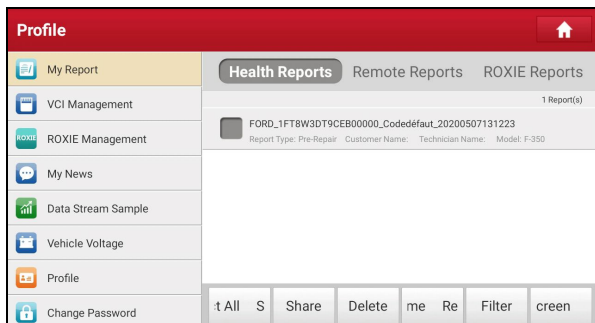 Profile
My Report
VCI Management
ROXIE
ROXIE Management
My News
Data Stream Sample
Vehicle Voltage
Profile
Change Password
Health Reports Remote Reports ROXIE Reports
1 Report(s)
FORD_1FT8W3DT9CEB00000_Codedéfaut_20200507131223
Report Type: Pre-Repair Customer Name: Technician Name: Model: F-350
t All S Share Delete me Re Filter creen